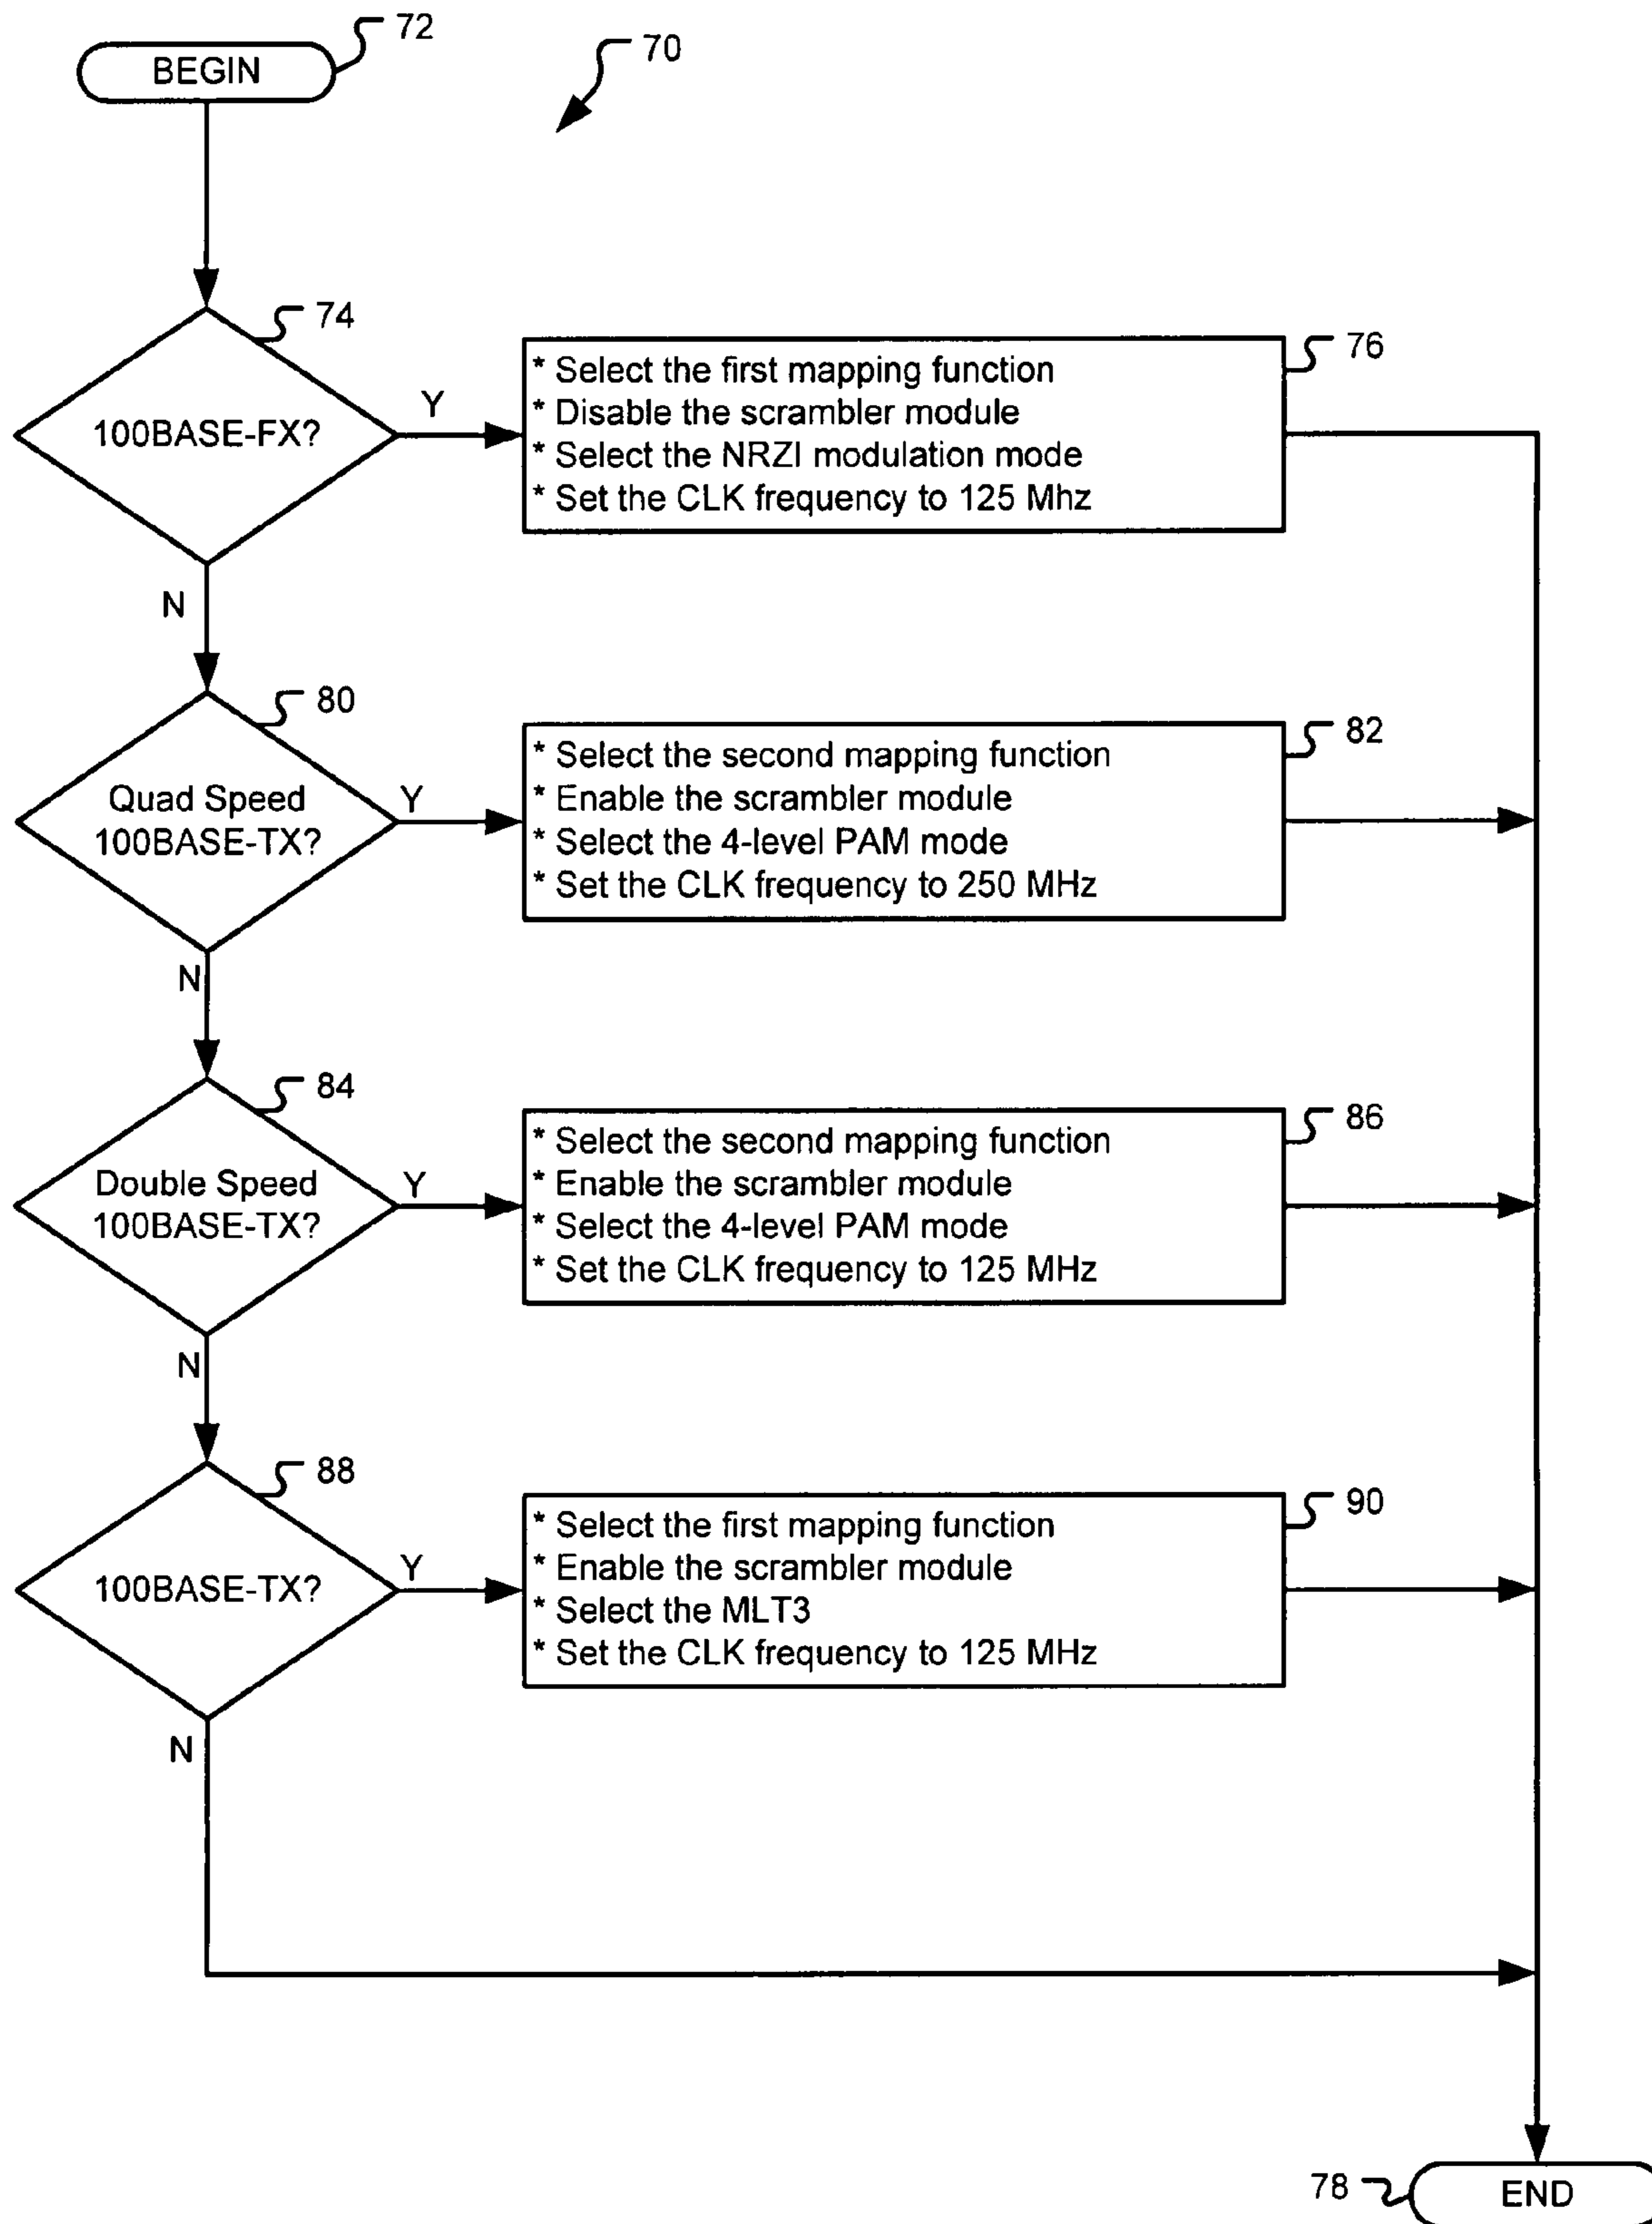 72
BEGIN
70
74
100BASE-FX?
Y
N
76
* Select the first mapping function
* Disable the scrambler module
* Select the NRZI modulation mode
* Set the CLK frequency to 125 Mhz
80
Quad Speed
100BASE-TX?
Y
N
82
* Select the second mapping function
* Enable the scrambler module
* Select the 4-level PAM mode
* Set the CLK frequency to 250 MHz
84
Double Speed
100BASE-TX?
Y
N
86
* Select the second mapping function
* Enable the scrambler module
* Select the 4-level PAM mode
* Set the CLK frequency to 125 MHz
88
100BASE-TX?
Y
N
90
* Select the first mapping function
* Enable the scrambler module
* Select the MLT3
* Set the CLK frequency to 125 MHz
78
END